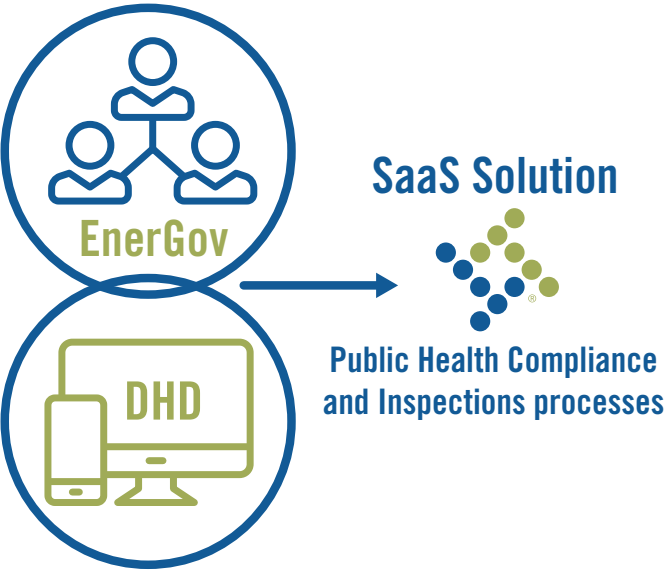 EnerGov
DHD
SaaS Solution
®
Public Health Compliance
and Inspections processes